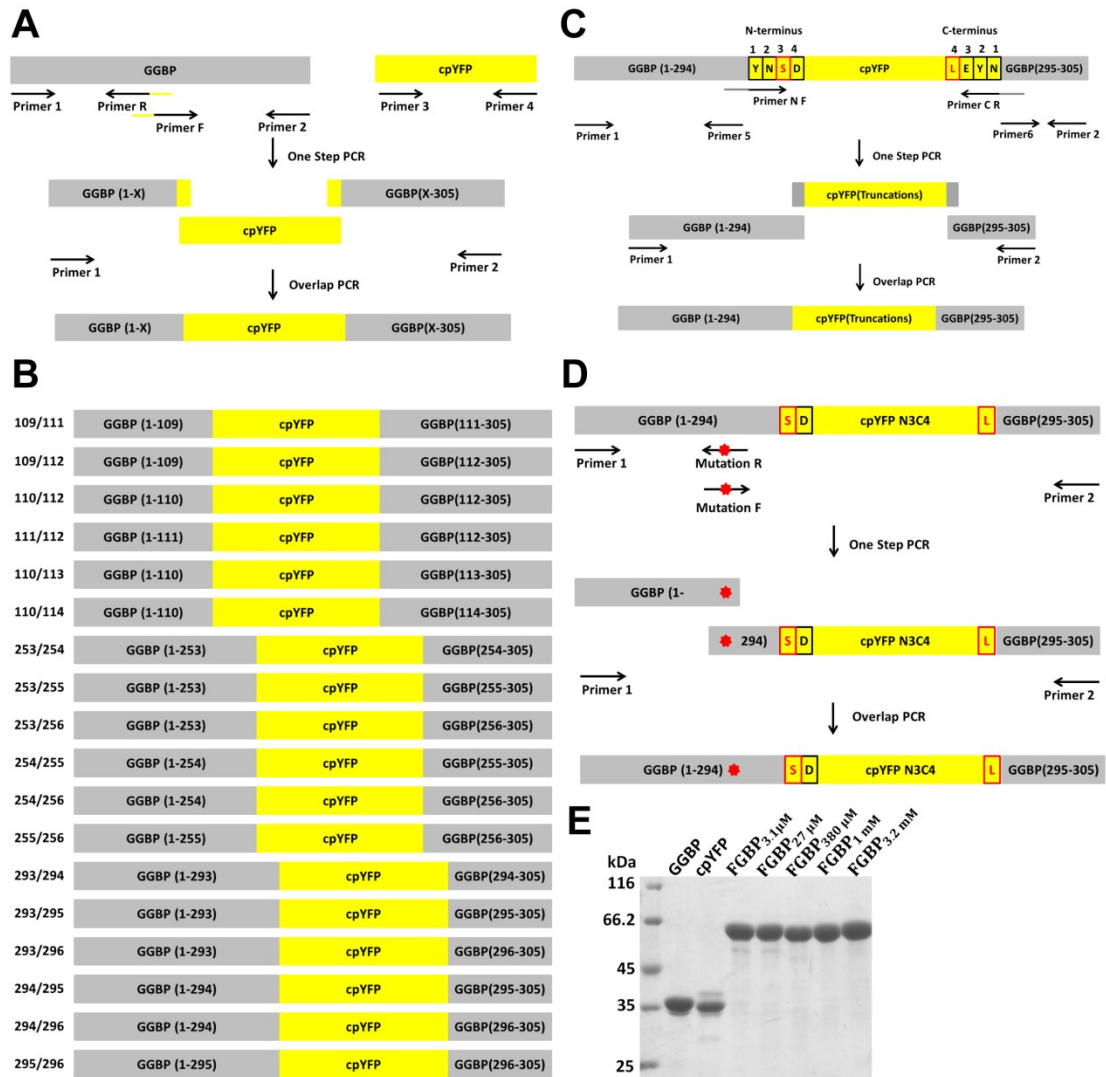 A
GGBP
cpYFP
Primer 1
Primer R
Primer F
Primer 2
Primer 3
Primer 4
One Step PCR
GGBP (1-X)
GGBP(X-305)
cpYFP
Primer 1
Primer 2
Overlap PCR
GGBP (1-X)
cpYFP
GGBP(X-305)
B
109/111 GGBP (1-109) cpYFP GGBP(111-305)
109/112 GGBP (1-109) cpYFP GGBP(112-305)
110/112 GGBP (1-110) cpYFP GGBP(112-305)
111/112 GGBP (1-111) cpYFP GGBP(112-305)
110/113 GGBP (1-110) cpYFP GGBP(113-305)
110/114 GGBP (1-110) cpYFP GGBP(114-305)
253/254 GGBP (1-253) cpYFP GGBP(254-305)
253/255 GGBP (1-253) cpYFP GGBP(255-305)
253/256 GGBP (1-253) cpYFP GGBP(256-305)
254/255 GGBP (1-254) cpYFP GGBP(255-305)
254/256 GGBP (1-254) cpYFP GGBP(256-305)
255/256 GGBP (1-255) cpYFP GGBP(256-305)
293/294 GGBP (1-293) cpYFP GGBP(294-305)
293/295 GGBP (1-293) cpYFP GGBP(295-305)
293/296 GGBP (1-293) cpYFP GGBP(296-305)
294/295 GGBP (1-294) cpYFP GGBP(295-305)
294/296 GGBP (1-294) cpYFP GGBP(296-305)
295/296 GGBP (1-295) cpYFP GGBP(296-305)
C
N-terminus C-terminus
1 2 3 4 4 3 2 1
GGBP (1-294) Y N S D cpYFP L E Y N GGBP(295-305)
Primer N F
Primer C R
Primer 1
Primer 5
Primer6
Primer 2
One Step PCR
cpYFP(Truncations)
GGBP (1-294)
GGBP(295-305)
Primer 1
Primer 2
Overlap PCR
GGBP (1-294) cpYFP(Truncations) GGBP(295-305)
D
GGBP (1-294) S D cpYFP N3C4 L GGBP(295-305)
Primer 1
Mutation R
Mutation F
Primer 2
One Step PCR
GGBP (1-
294) S D cpYFP N3C4 L GGBP(295-305)
Primer 1
Primer 2
Overlap PCR
GGBP (1-294) S D cpYFP N3C4 L GGBP(295-305)
E
kDa
GGBP
cpYFP
FGBP3.1μM
FGBP27 μM
FGBP380 μM
FGBP1 mM
FGBP3.2 mM
116
66.2
45
35
25